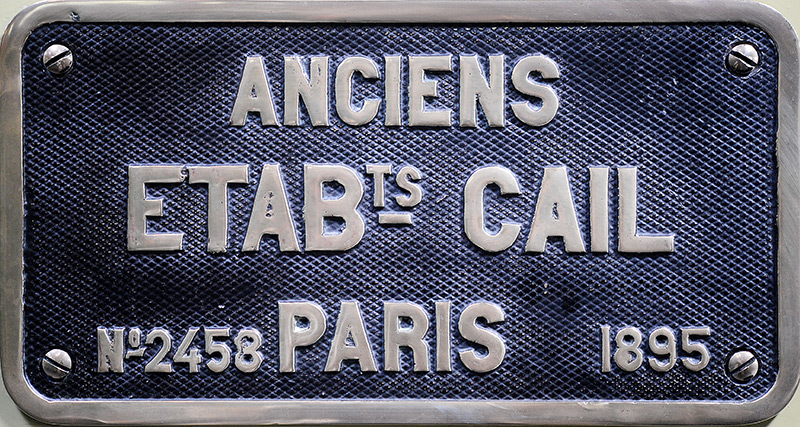 ANCIENS
ETABTS CAIL
Nº2458 PARIS 1895